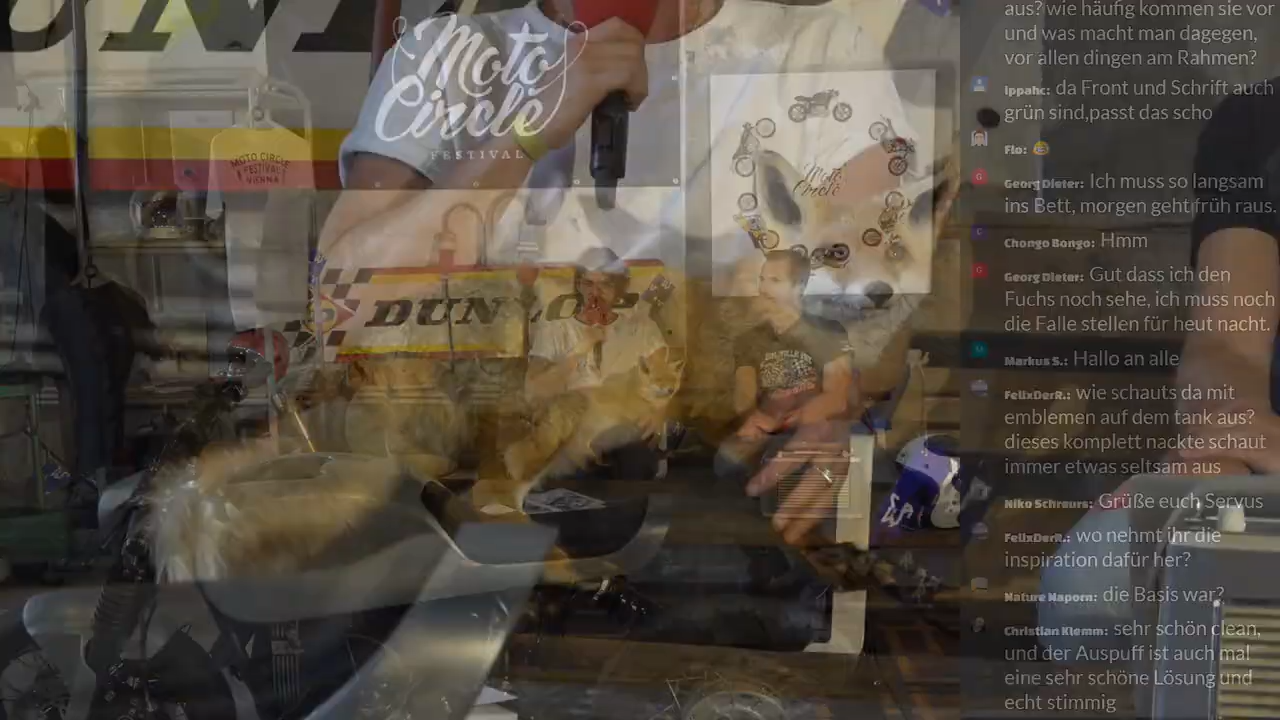 Moto
Circle
FESTIVAL
MOTO CIRCLE
FESTIVAL
VIENNA
Moto
Circle
DUNLOP
aus? wie häufig kommen sie vor
und was macht man dagegen,
vor allen dingen am Rahmen?
Ippahc: da Front und Schrift auch
grün sind,passt das scho
Flo:
Georg Dieter: Ich muss so langsam
ins Bett, morgen geht früh raus.
Chongo Bongo: Hmm
Georg Dieter: Gut dass ich den
Fuchs noch sehe, ich muss noch
die Falle stellen für heut nacht.
Markus S.: Hallo an alle
FelixDerR.: wie schauts da mit
emblemen auf dem tank aus?
dieses komplett nackte schaut
immer etwas seltsam aus
Niko Schraurs: Grüße euch Servus
FelixDerR.: wo nehmt ihr die
inspiration dafür her?
Nature Naporn: die Basis war?
Christian Klemm: sehr schön clean,
und der Auspuff ist auch mal
eine sehr schöne Lösung und
echt stimmig